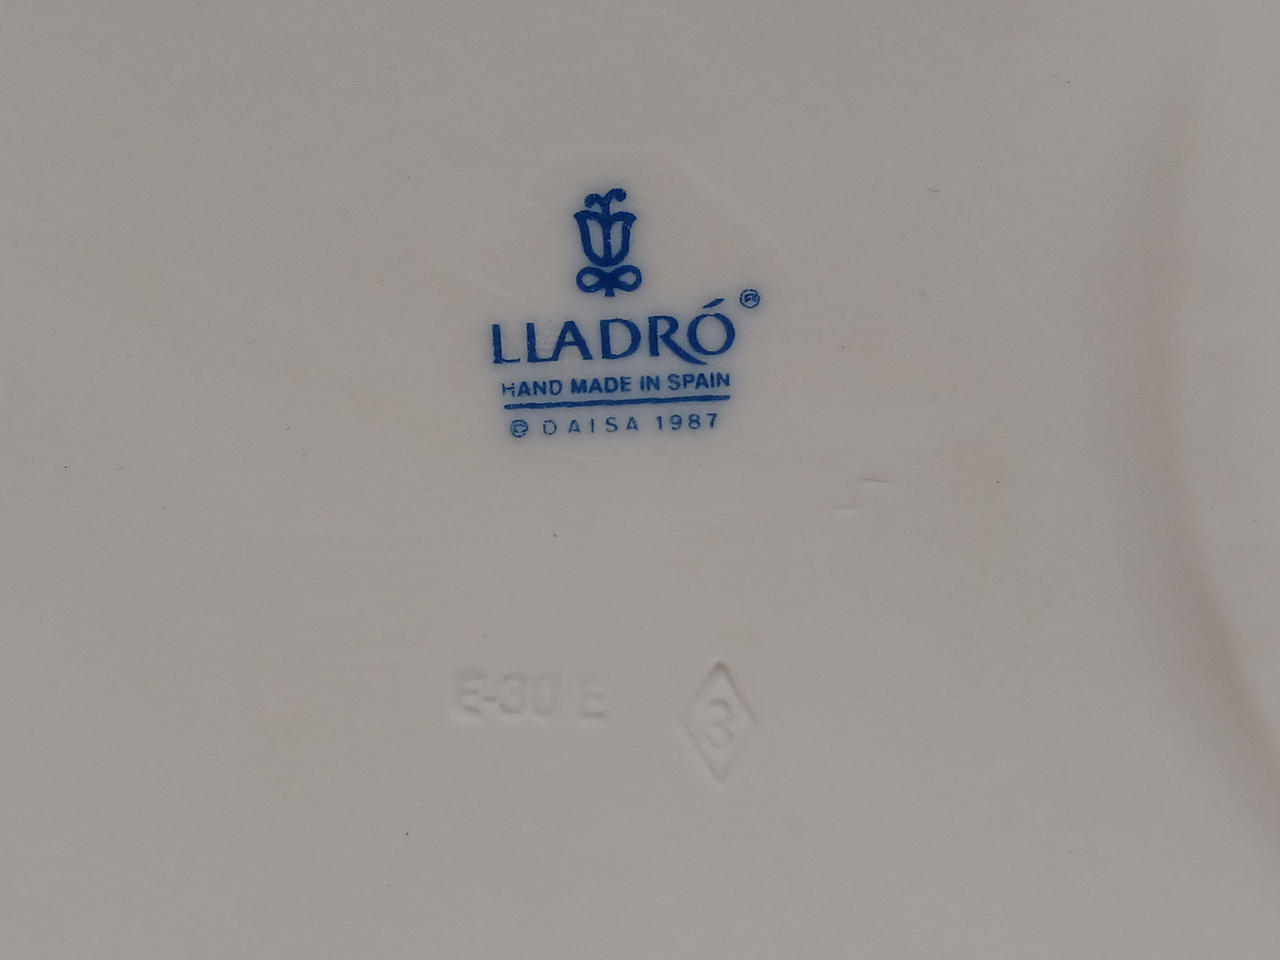 LLADRÓ®
HAND MADE IN SPAIN
© DAISA 1987
E-30 E
3